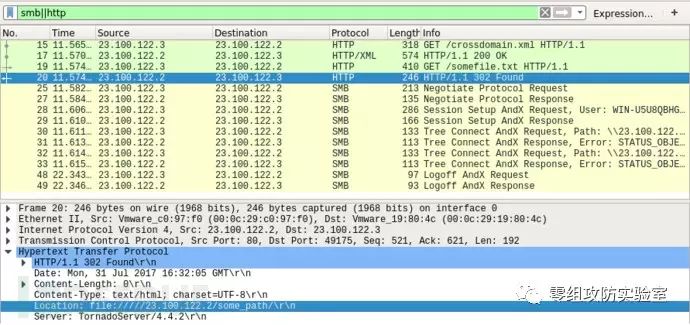 smb||http
Expression...
No. Time Source Destination Protocol Length Info
15 11.565… 23.100.122.3 23.100.122.2 HTTP 318 GET /crossdomain.xml HTTP/1.1
17 11.570… 23.100.122.2 23.100.122.3 HTTP/XML 574 HTTP/1.1 200 OK
19 11.574… 23.100.122.3 23.100.122.2 HTTP 410 GET /somefile.txt HTTP/1.1
20 11.574… 23.100.122.2 23.100.122.3 HTTP 246 HTTP/1.1 302 Found
25 11.582… 23.100.122.3 23.100.122.2 SMB 213 Negotiate Protocol Request
27 11.584… 23.100.122.2 23.100.122.3 SMB 135 Negotiate Protocol Response
28 11.606… 23.100.122.3 23.100.122.2 SMB 286 Session Setup AndX Request, User: WIN-U5U8QBHG…
29 11.610… 23.100.122.2 23.100.122.3 SMB 166 Session Setup AndX Response
30 11.611… 23.100.122.3 23.100.122.2 SMB 133 Tree Connect AndX Request, Path: \\23.100.122.…
31 11.613… 23.100.122.2 23.100.122.3 SMB 113 Tree Connect AndX Response, Error: STATUS_OBJE…
32 11.614… 23.100.122.3 23.100.122.2 SMB 133 Tree Connect AndX Request, Path: \\23.100.122.…
33 11.615… 23.100.122.2 23.100.122.3 SMB 113 Tree Connect AndX Response, Error: STATUS_OBJE…
48 22.343… 23.100.122.3 23.100.122.2 SMB 97 Logoff AndX Request
49 22.346… 23.100.122.2 23.100.122.3 SMB 93 Logoff AndX Response
Frame 20: 246 bytes on wire (1968 bits), 246 bytes captured (1968 bits) on interface 0
Ethernet II, Src: Vmware_c0:97:f0 (00:0c:29:c0:97:f0), Dst: Vmware_19:80:4c (00:0c:29:19:80:4c)
Internet Protocol Version 4, Src: 23.100.122.2, Dst: 23.100.122.3
Transmission Control Protocol, Src Port: 80, Dst Port: 49175, Seq: 521, Ack: 621, Len: 192
Hypertext Transfer Protocol
HTTP/1.1 302 Found\r\n
Date: Mon, 31 Jul 2017 16:32:05 GMT\r\n
Content-Length: 0\r\n
Content-Type: text/html; charset=UTF-8\r\n
Location: file://///23.100.122.2/some_path/\r\n
Server: TornadoServer/4.4.2\r\n
零组攻防实验室